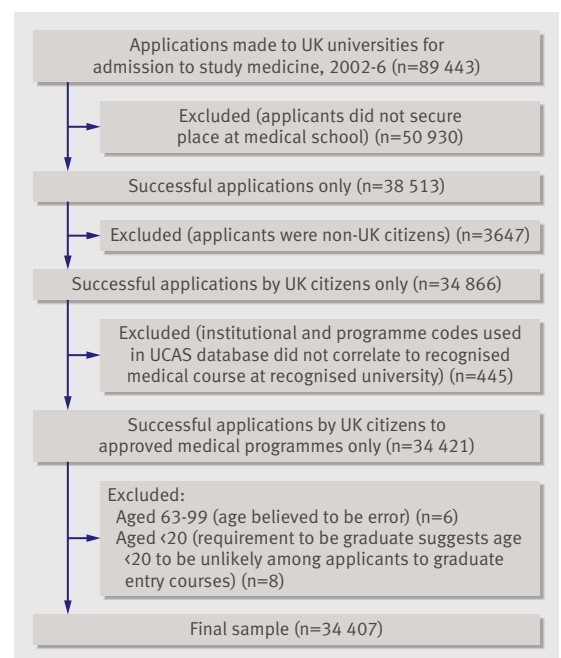 Applications made to UK universities for
admission to study medicine, 2002-6 (n=89 443)
Excluded (applicants did not secure
place at medical school) (n=50 930)
Successful applications only (n=38 513)
Excluded (applicants were non-UK citizens) (n=3647)
Successful applications by UK citizens only (n=34 866)
Excluded (institutional and programme codes used
in UCAS database did not correlate to recognised
medical course at recognised university) (n=445)
Successful applications by UK citizens to
approved medical programmes only (n=34 421)
Excluded:
Aged 63-99 (age believed to be error) (n=6)
Aged <20 (requirement to be graduate suggests age
<20 to be unlikely among applicants to graduate
entry courses) (n=8)
Final sample (n=34 407)